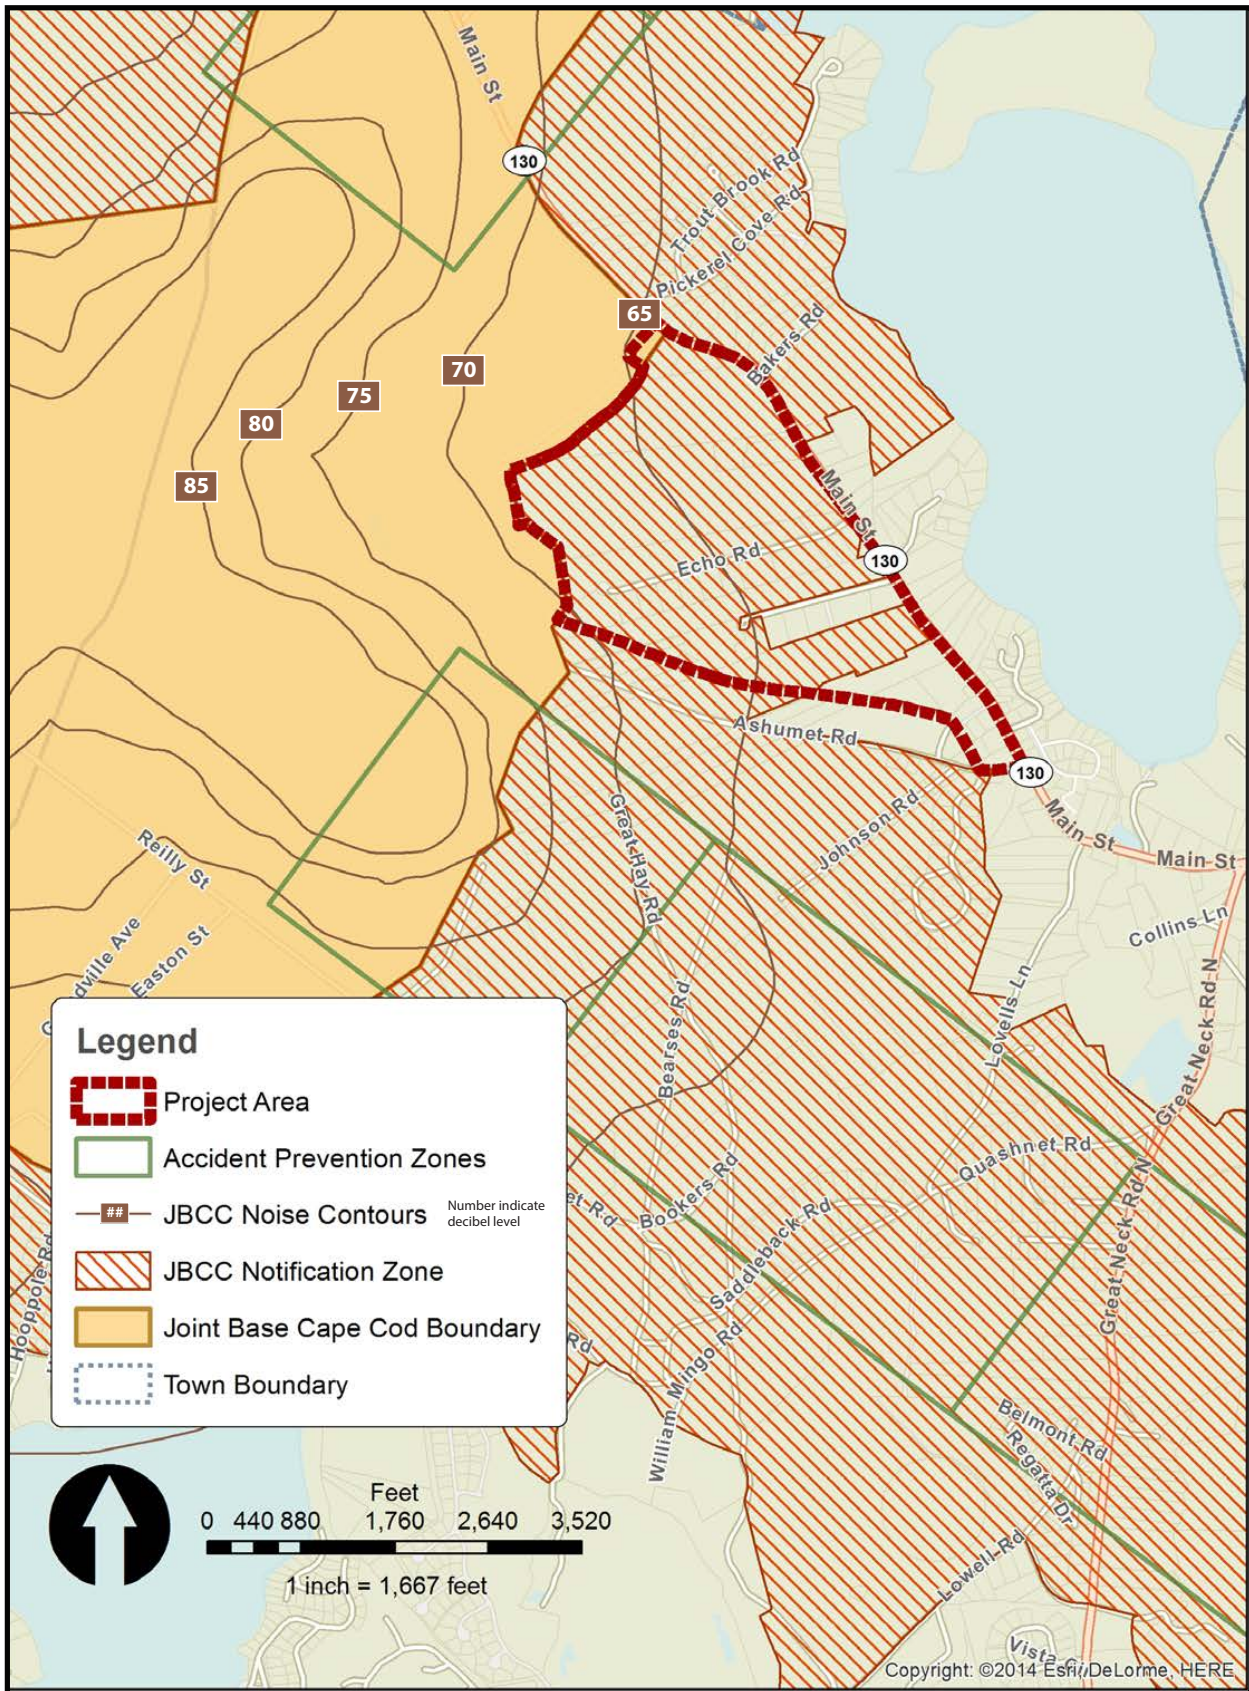 Main St
130
Trout Brook Rd
Pickerel Cove Rd
65
Bakers Rd
70
75
80
85
Main St
Echo Rd
130
Ashumet Rd
130
Great Hay Rd
Johnson Rd
Main St
Main St
Reilly St
Collins Ln
Easton St
Lovells Ln
Bearses Rd
Great Neck Rd N
Legend
Project Area
Accident Prevention Zones
## JBCC Noise Contours
Number indicate
decibel level
JBCC Notification Zone
Joint Base Cape Cod Boundary
Town Boundary
Quashnet Rd
Bookers Rd
Saddleback Rd
Great Neck Rd N
Hooppole Rd
Rd
William Mingo Rd
Belmont Rd
Regatta Dr
Lowell Rd
Feet
0 440 880 1,760 2,640 3,520
1 inch = 1,667 feet
Copyright: ©2014 Esri, DeLorme, HERE